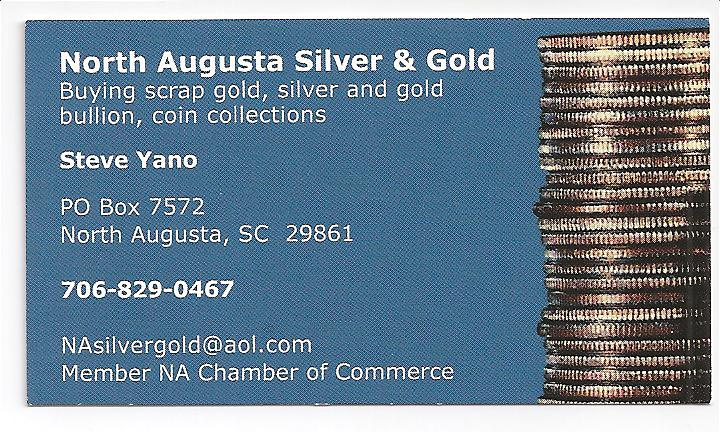 North Augusta Silver & Gold
Buying scrap gold, silver and gold
bullion, coin collections
Steve Yano
PO Box 7572
North Augusta, SC  29861
706-829-0467
NAsilvergold@aol.com
Member NA Chamber of Commerce